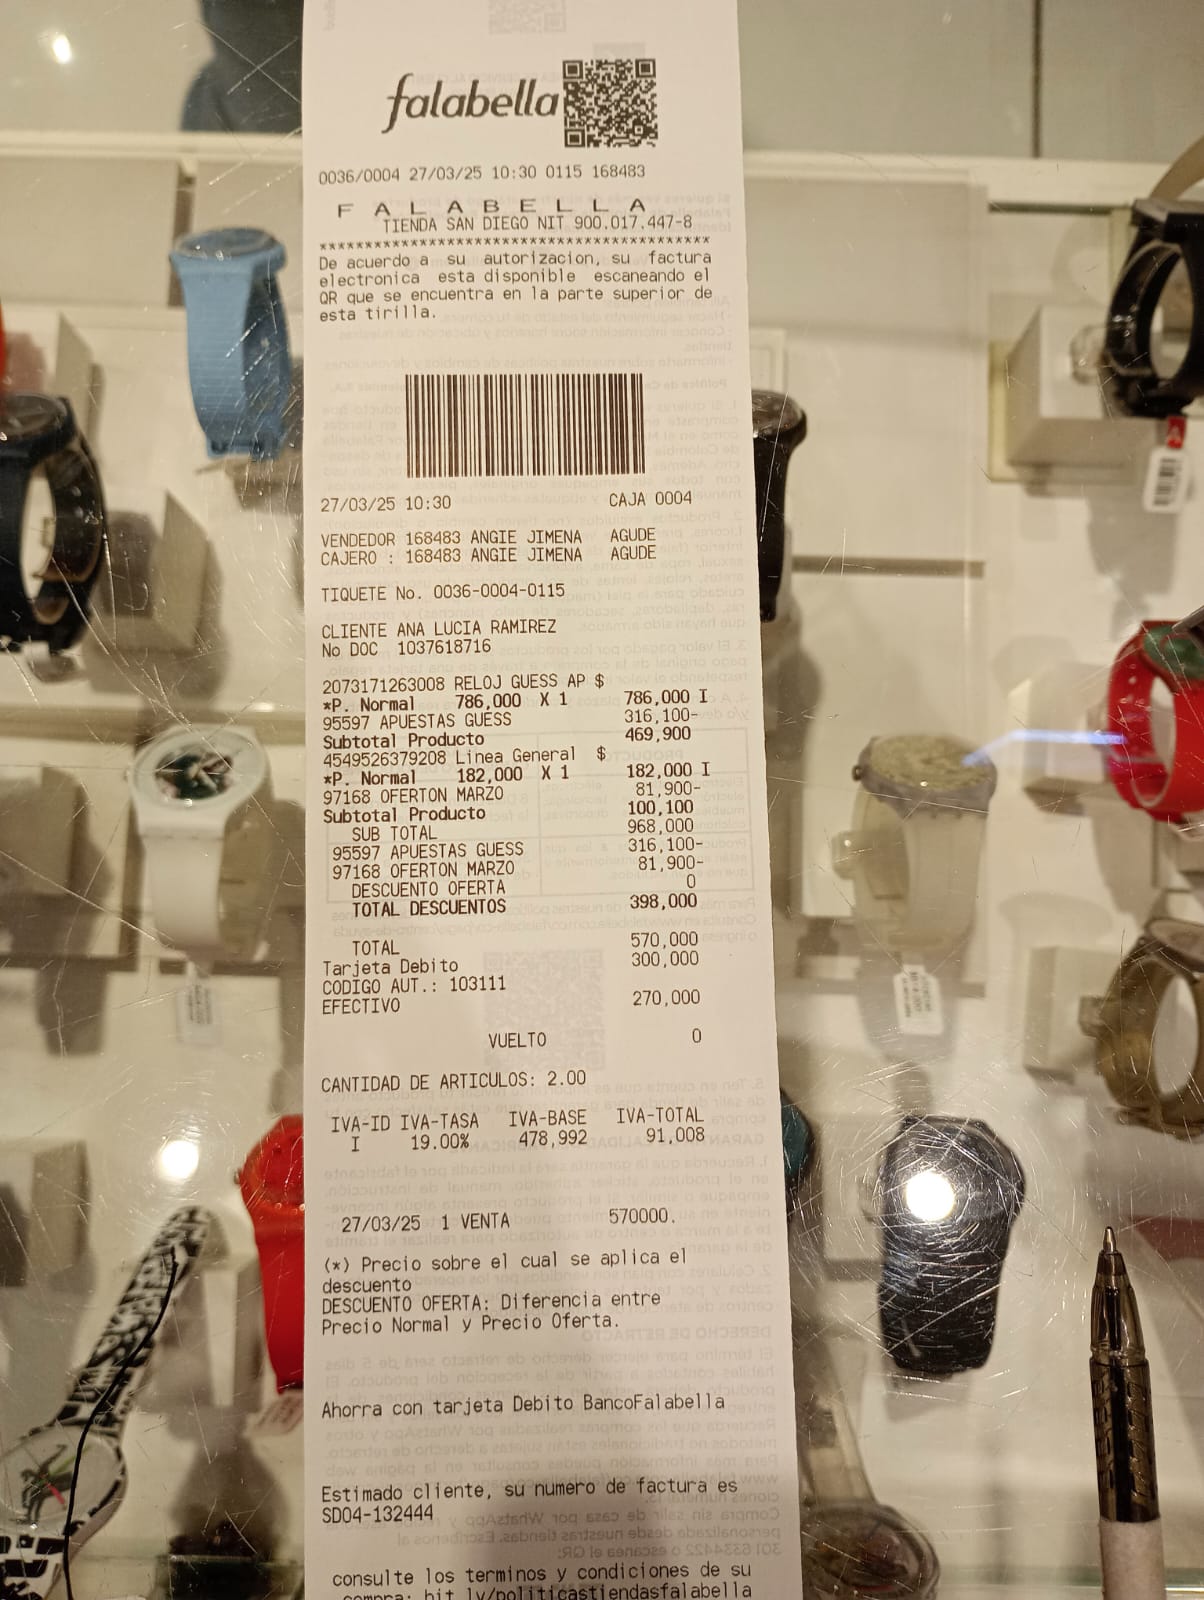 falabella
0036/0004 27/03/25 10:30 0115 168483
F A L A B E L L A
TIENDA SAN DIEGO NIT 900.017.447-8
******************************************
De acuerdo a su autorizacion, su factura
electronica esta disponible escaneando el
QR que se encuentra en la parte superior de
esta tirilla.
27/03/25 10:30 CAJA 0004
VENDEDOR 168483 ANGIE JIMENA AGUDE
CAJERO : 168483 ANGIE JIMENA AGUDE
TIQUETE No. 0036-0004-0115
CLIENTE ANA LUCIA RAMIREZ
No DOC 1037618716
2073171263008 RELOJ GUESS AP $
*P. Normal 786,000 X 1 786,000 I
95597 APUESTAS GUESS 316,100-
Subtotal Producto 469,900
4549526379208 Linea General $
*P. Normal 182,000 X 1 182,000 I
97168 OFERTON MARZO 81,900-
Subtotal Producto 100,100
SUB TOTAL 968,000
95597 APUESTAS GUESS 316,100-
97168 OFERTON MARZO 81,900-
DESCUENTO OFERTA 0
TOTAL DESCUENTOS 398,000
TOTAL 570,000
Tarjeta Debito 300,000
CODIGO AUT.: 103111
EFECTIVO 270,000
VUELTO 0
CANTIDAD DE ARTICULOS: 2.00
IVA-ID IVA-TASA IVA-BASE IVA-TOTAL
I 19.00% 478,992 91,008
27/03/25 1 VENTA 570000.
(*) Precio sobre el cual se aplica el
descuento
DESCUENTO OFERTA: Diferencia entre
Precio Normal y Precio Oferta.
Ahorra con tarjeta Debito BancoFalabella
Estimado cliente, su numero de factura es
SD04-132444
consulte los terminos y condiciones de su
compra: bit.ly/politicastiendasfalabella